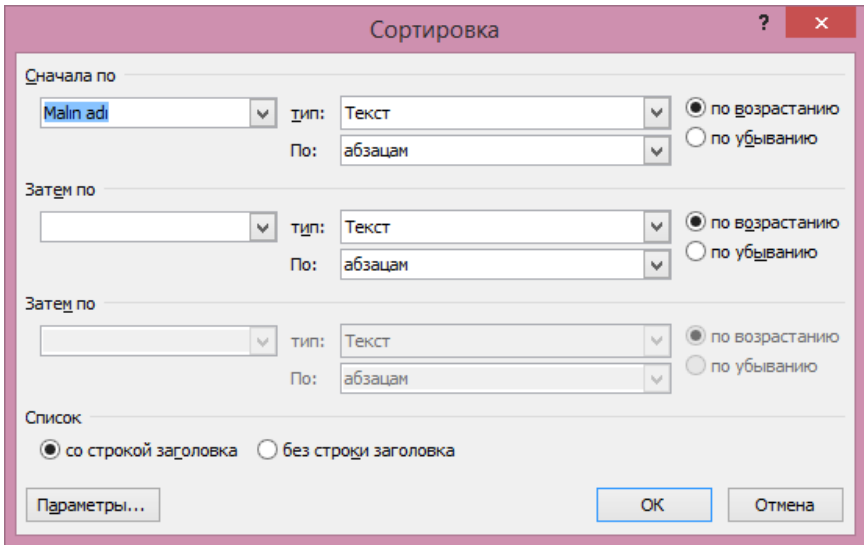 Сортировка ? ×
Сначала по
Malın adı тип: Текст по возрастанию
По: абзацам по убыванию
Затем по
тип: Текст по возрастанию
По: абзацам по убыванию
Затем по
тип: Текст по возрастанию
По: абзацам по убыванию
Список
со строкой заголовка без строки заголовка
Параметры... ОК Отмена